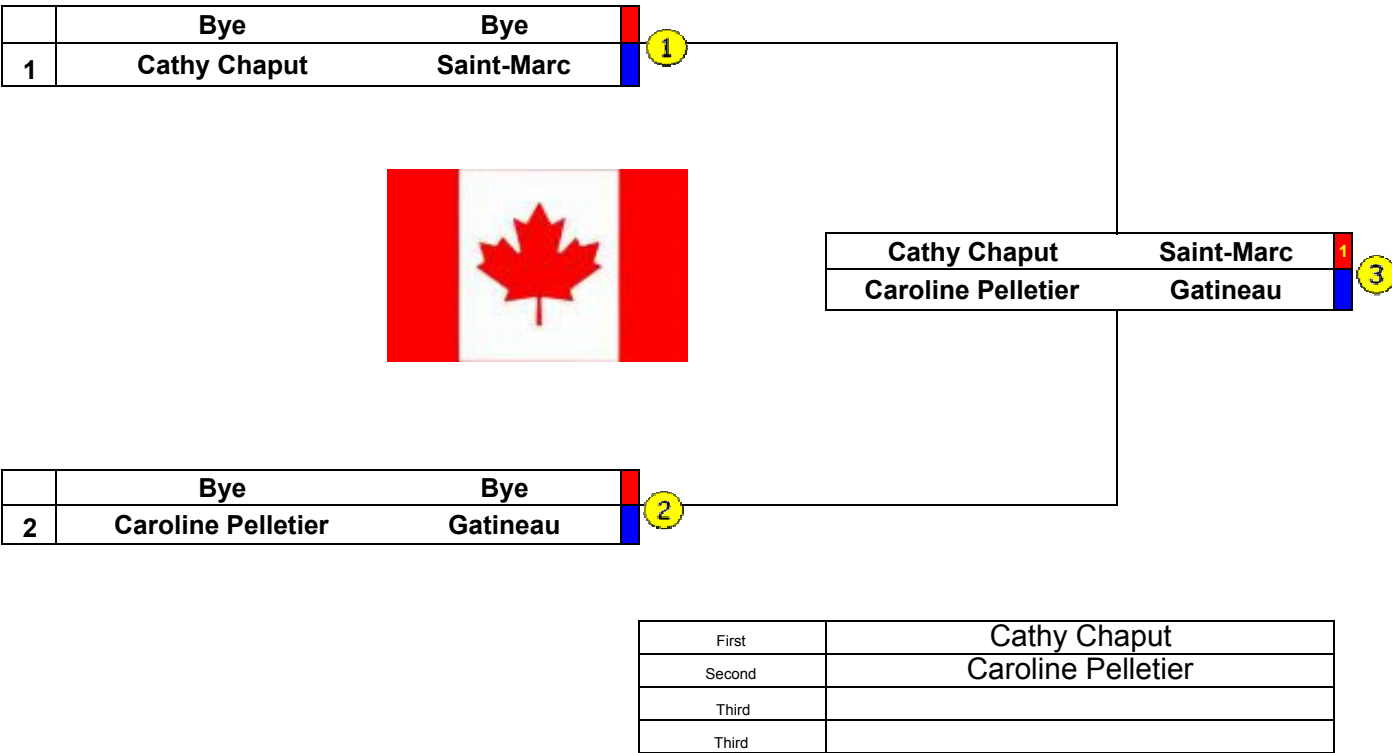 Bye Bye
1 Cathy Chaput Saint-Marc
1
Cathy Chaput Saint-Marc 1
Caroline Pelletier Gatineau
3
Bye Bye
2 Caroline Pelletier Gatineau
2
First Cathy Chaput
Second Caroline Pelletier
Third
Third